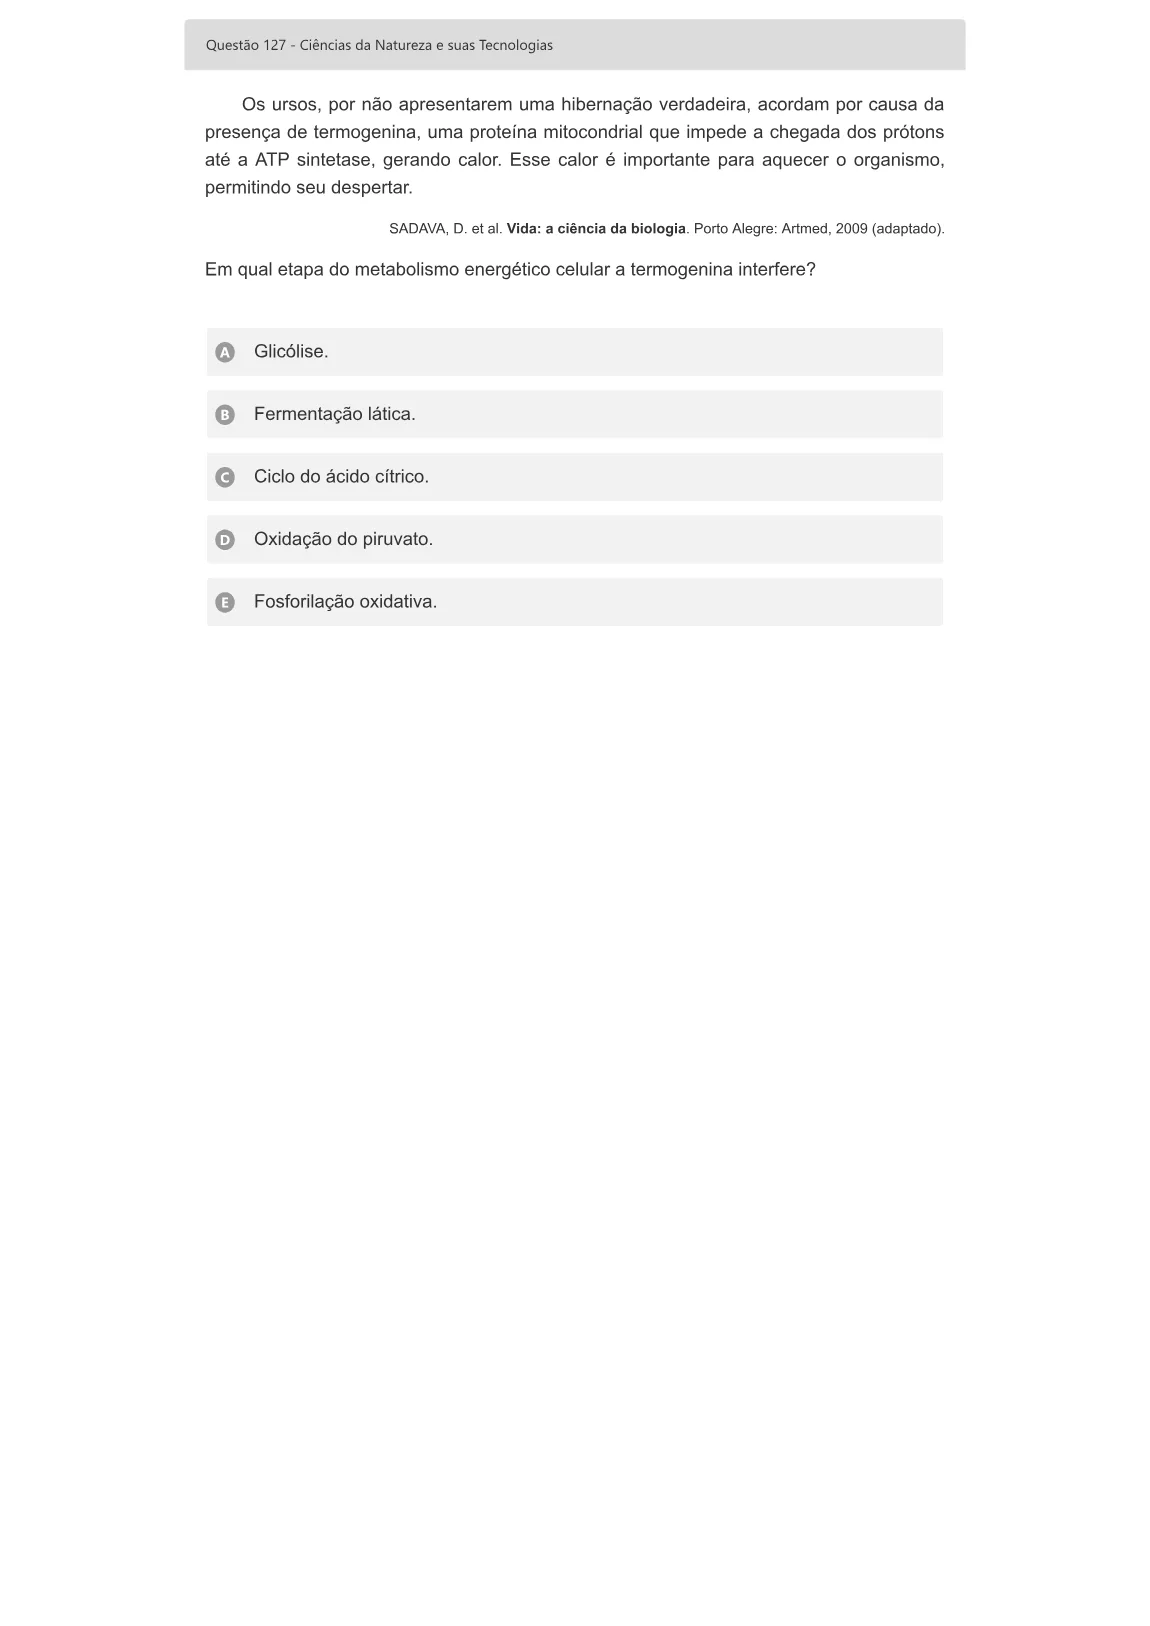 Questão 127 - Ciências da Natureza e suas Tecnologias
Os ursos, por não apresentarem uma hibernação verdadeira, acordam por causa da
presença de termogenina, uma proteína mitocondrial que impede a chegada dos prótons
até a ATP sintetase, gerando calor. Esse calor é importante para aquecer o organismo,
permitindo seu despertar.
SADAVA, D. et al. Vida: a ciência da biologia. Porto Alegre: Artmed, 2009 (adaptado).
Em qual etapa do metabolismo energético celular a termogenina interfere?
A Glicólise.
B Fermentação lática.
C Ciclo do ácido cítrico.
D Oxidação do piruvato.
E Fosforilação oxidativa.